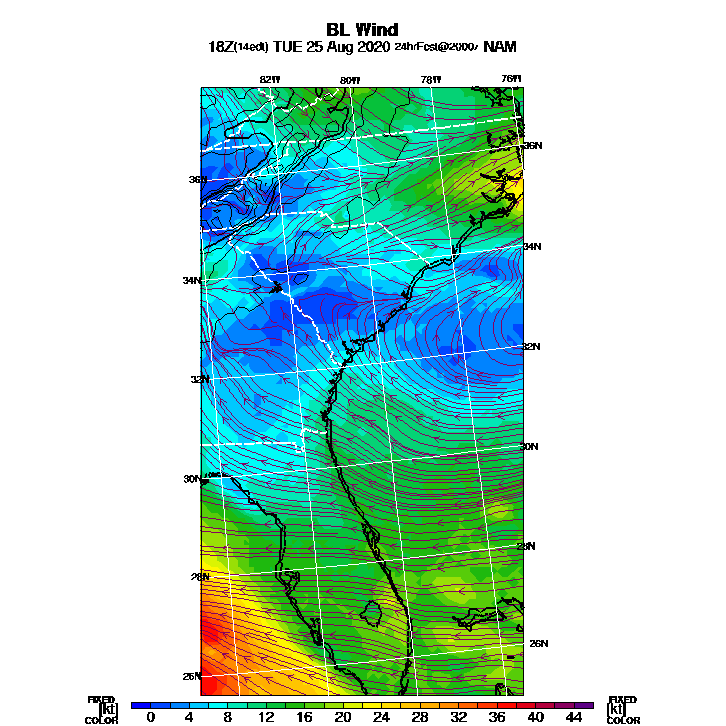 BL Wind
18Z(14edt) TUE 25 Aug 2020 24hrFcst@2000z NAM
82W 80W 78W 76W
36N 36N
34N 34N
32N 32N
30N 30N
28N 28N
26N 26N
FIXED FIXED
[kt] 0 4 8 12 16 20 24 28 32 36 40 44 [kt]
COLOR COLOR